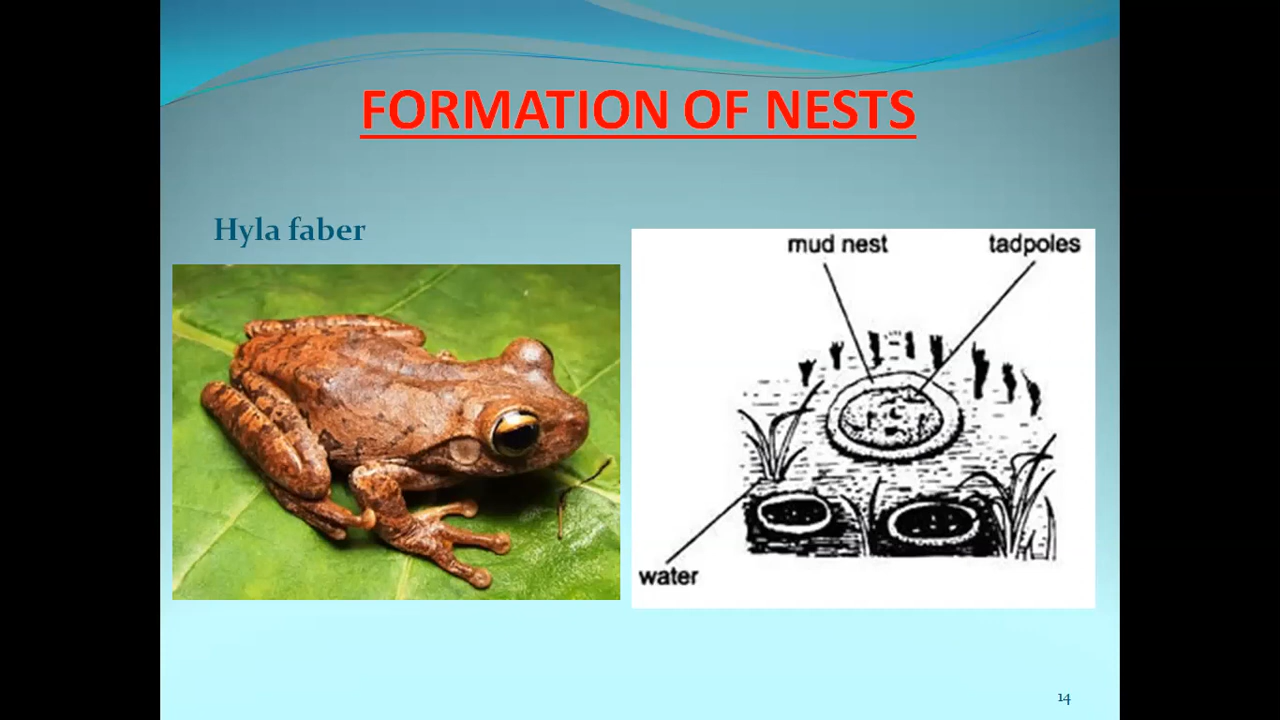 FORMATION OF NESTS
Hyla faber
mud nest
tadpoles
water
14